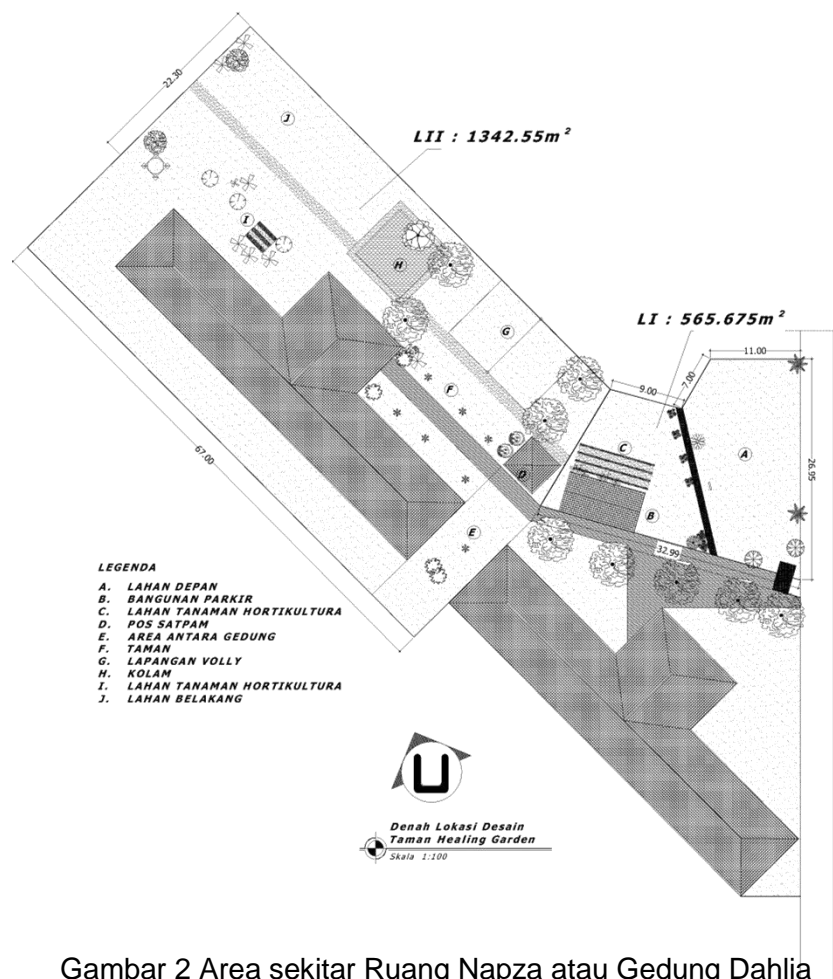 22.30
J
LII : 1342.55m²
I
H
LI : 565.675m²
G
11.00
9.00
7.00
F
C
A
67.00
26.95
D
B
E
32.99
LEGENDA
A. LAHAN DEPAN
B. BANGUNAN PARKIR
C. LAHAN TANAMAN HORTIKULTURA
D. POS SATPAM
E. AREA ANTARA GEDUNG
F. TAMAN
G. LAPANGAN VOLLY
H. KOLAM
I. LAHAN TANAMAN HORTIKULTURA
J. LAHAN BELAKANG
U
Denah Lokasi Desain
Taman Healing Garden
Skala 1:100
Gambar 2 Area sekitar Ruang Napza atau Gedung Dahlia